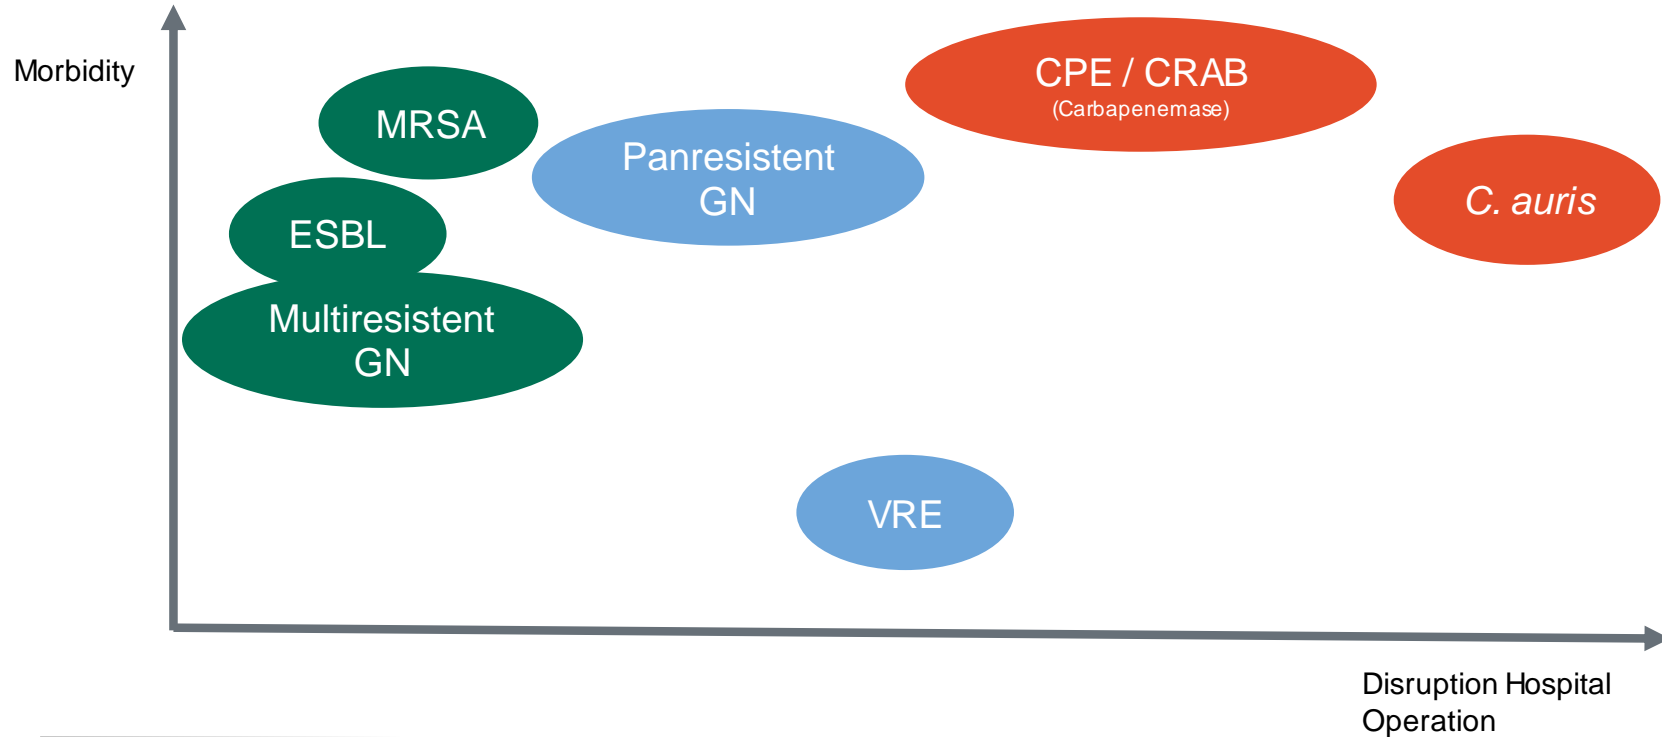 Morbidity
CPE / CRAB
(Carbapenemase)
MRSA
Panresistent
GN
C. auris
ESBL
Multiresistent
GN
VRE
Disruption Hospital
Operation